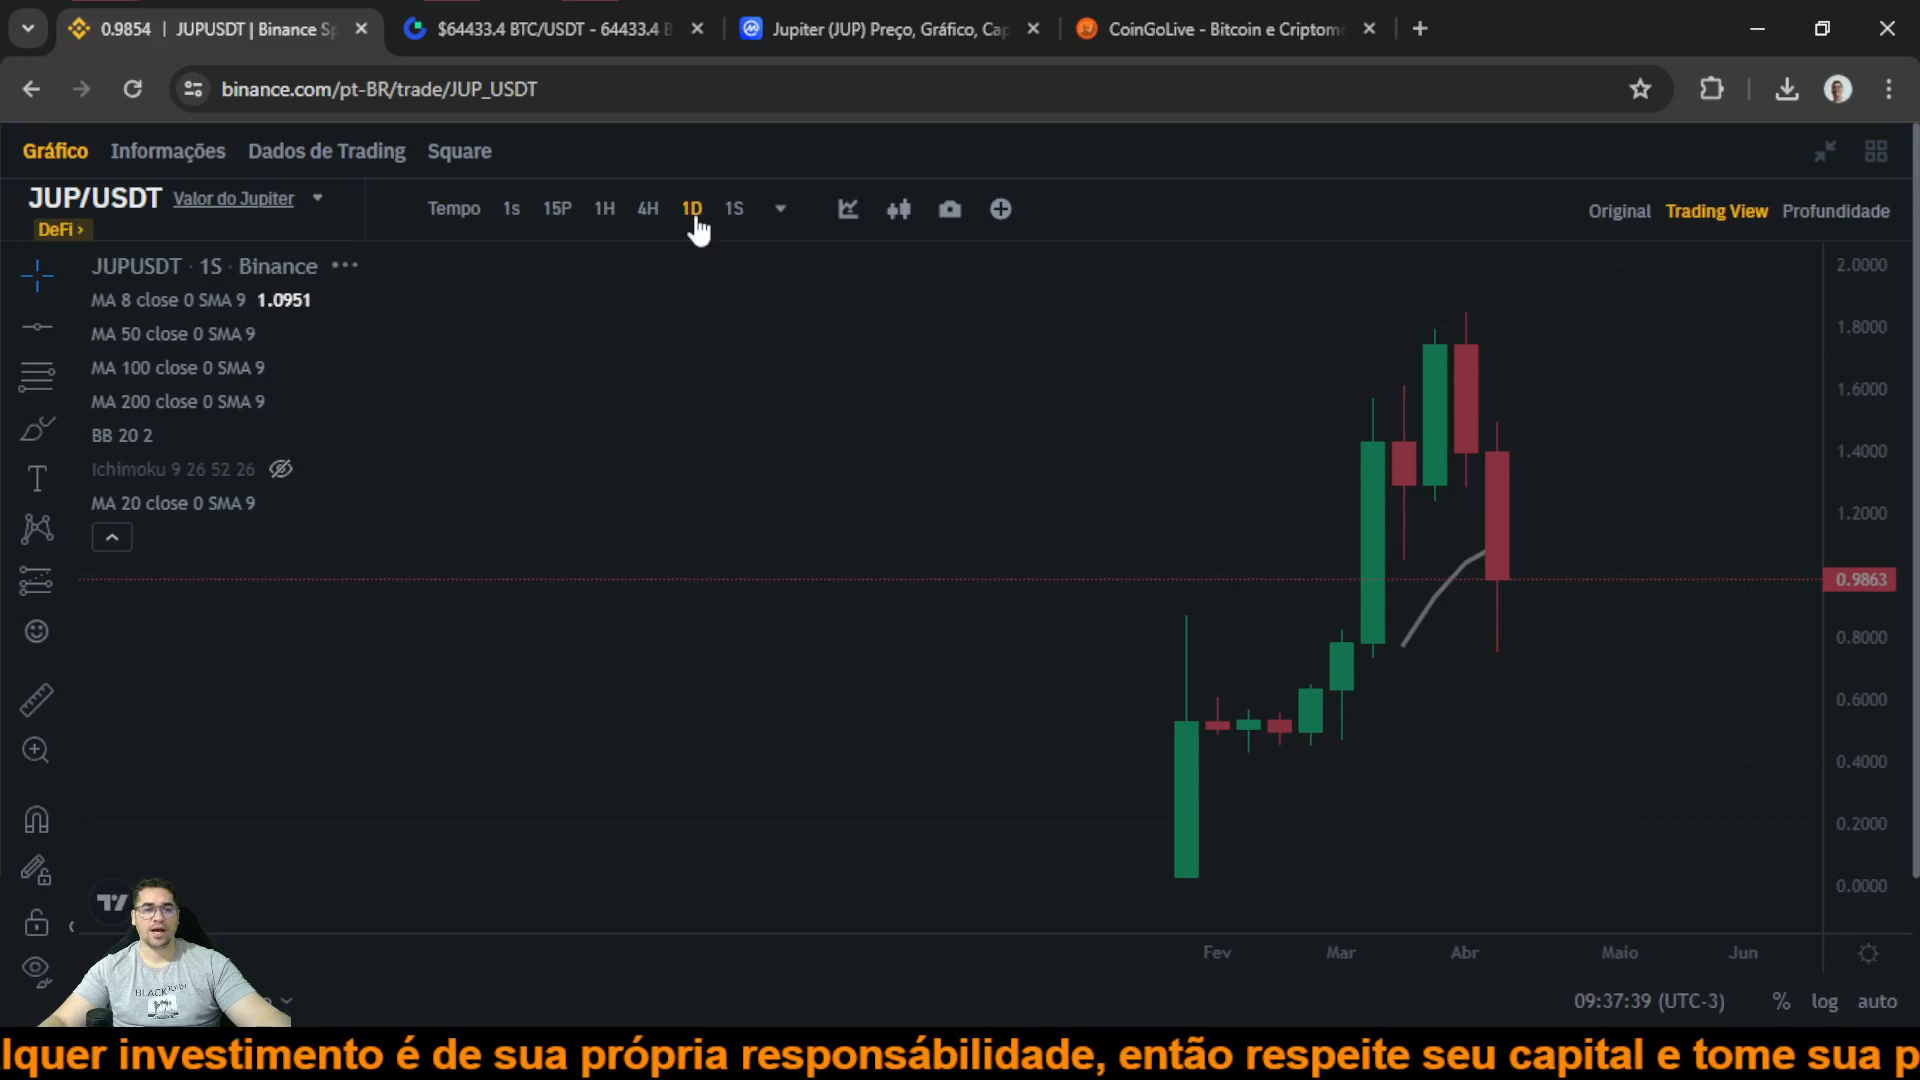 0.9854 | JUPUSDT | Binance Sp
$64433.4 BTC/USDT - 64433.4 B
Jupiter (JUP) Preço, Gráfico, Cap
CoinGoLive - Bitcoin e Criptomo
binance.com/pt-BR/trade/JUP_USDT
Gráfico Informações Dados de Trading Square
JUP/USDT Valor do Jupiter
DeFi ›
Tempo 1s 15P 1H 4H 1D 1S
Original Trading View Profundidade
JUPUSDT · 1S · Binance
MA 8 close 0 SMA 9 1.0951
MA 50 close 0 SMA 9
MA 100 close 0 SMA 9
MA 200 close 0 SMA 9
BB 20 2
Ichimoku 9 26 52 26
MA 20 close 0 SMA 9
2.0000
1.8000
1.6000
1.4000
1.2000
0.9863
0.8000
0.6000
0.4000
0.2000
0.0000
Fev Mar Abr Maio Jun
09:37:39 (UTC-3) % log auto
lquer investimento é de sua própria responsábilidade, então respeite seu capital e tome sua p